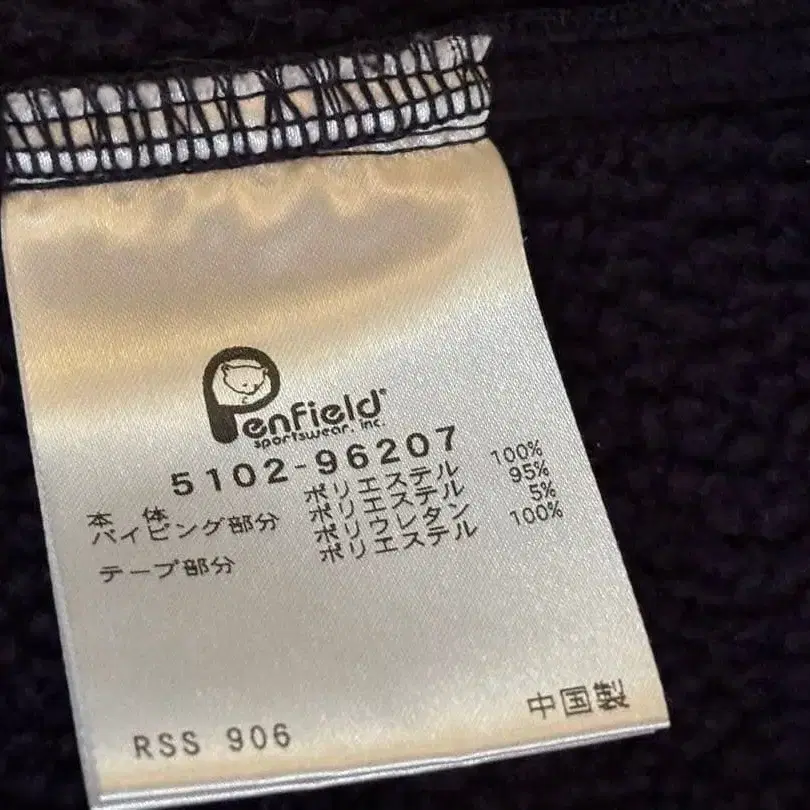 Penfield®
sportswear, inc.
5102-96207
本体 ポリエステル 100%
パイピング部分 ポリエステル 95%
ポリウレタン 5%
テープ部分 ポリエステル 100%
中国製
RSS 906